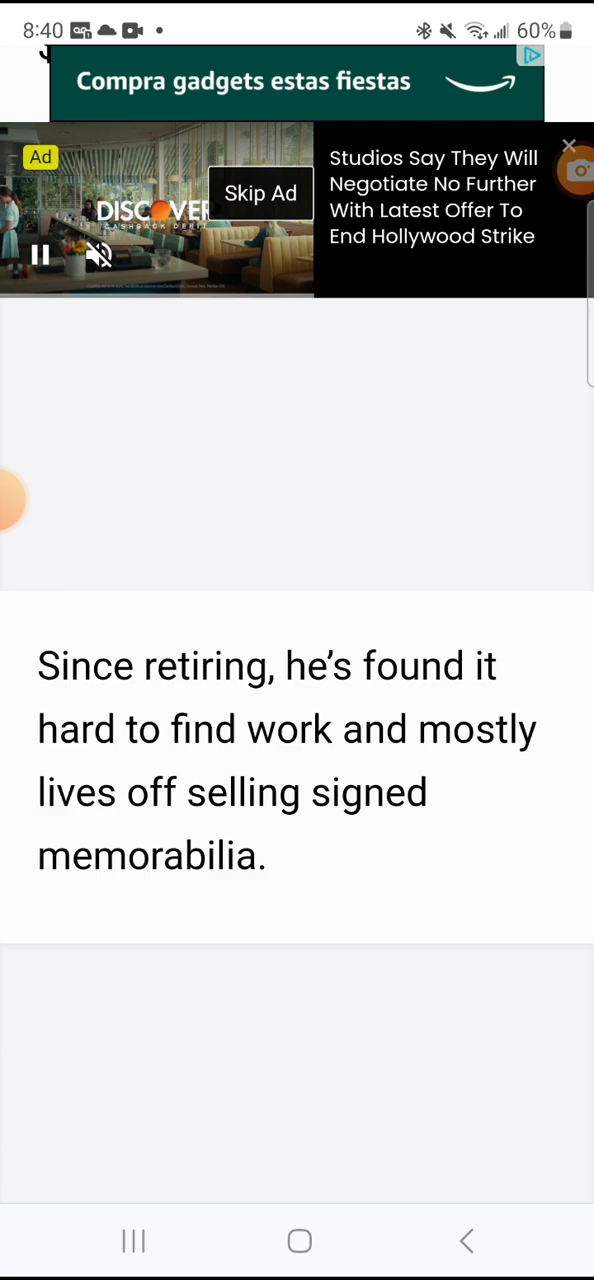 8:40
60%
Compra gadgets estas fiestas
Ad
DISCOVER
CASHBACK DEBIT
Skip Ad
Studios Say They Will
Negotiate No Further
With Latest Offer To
End Hollywood Strike
Since retiring, he’s found it
hard to find work and mostly
lives off selling signed
memorabilia.